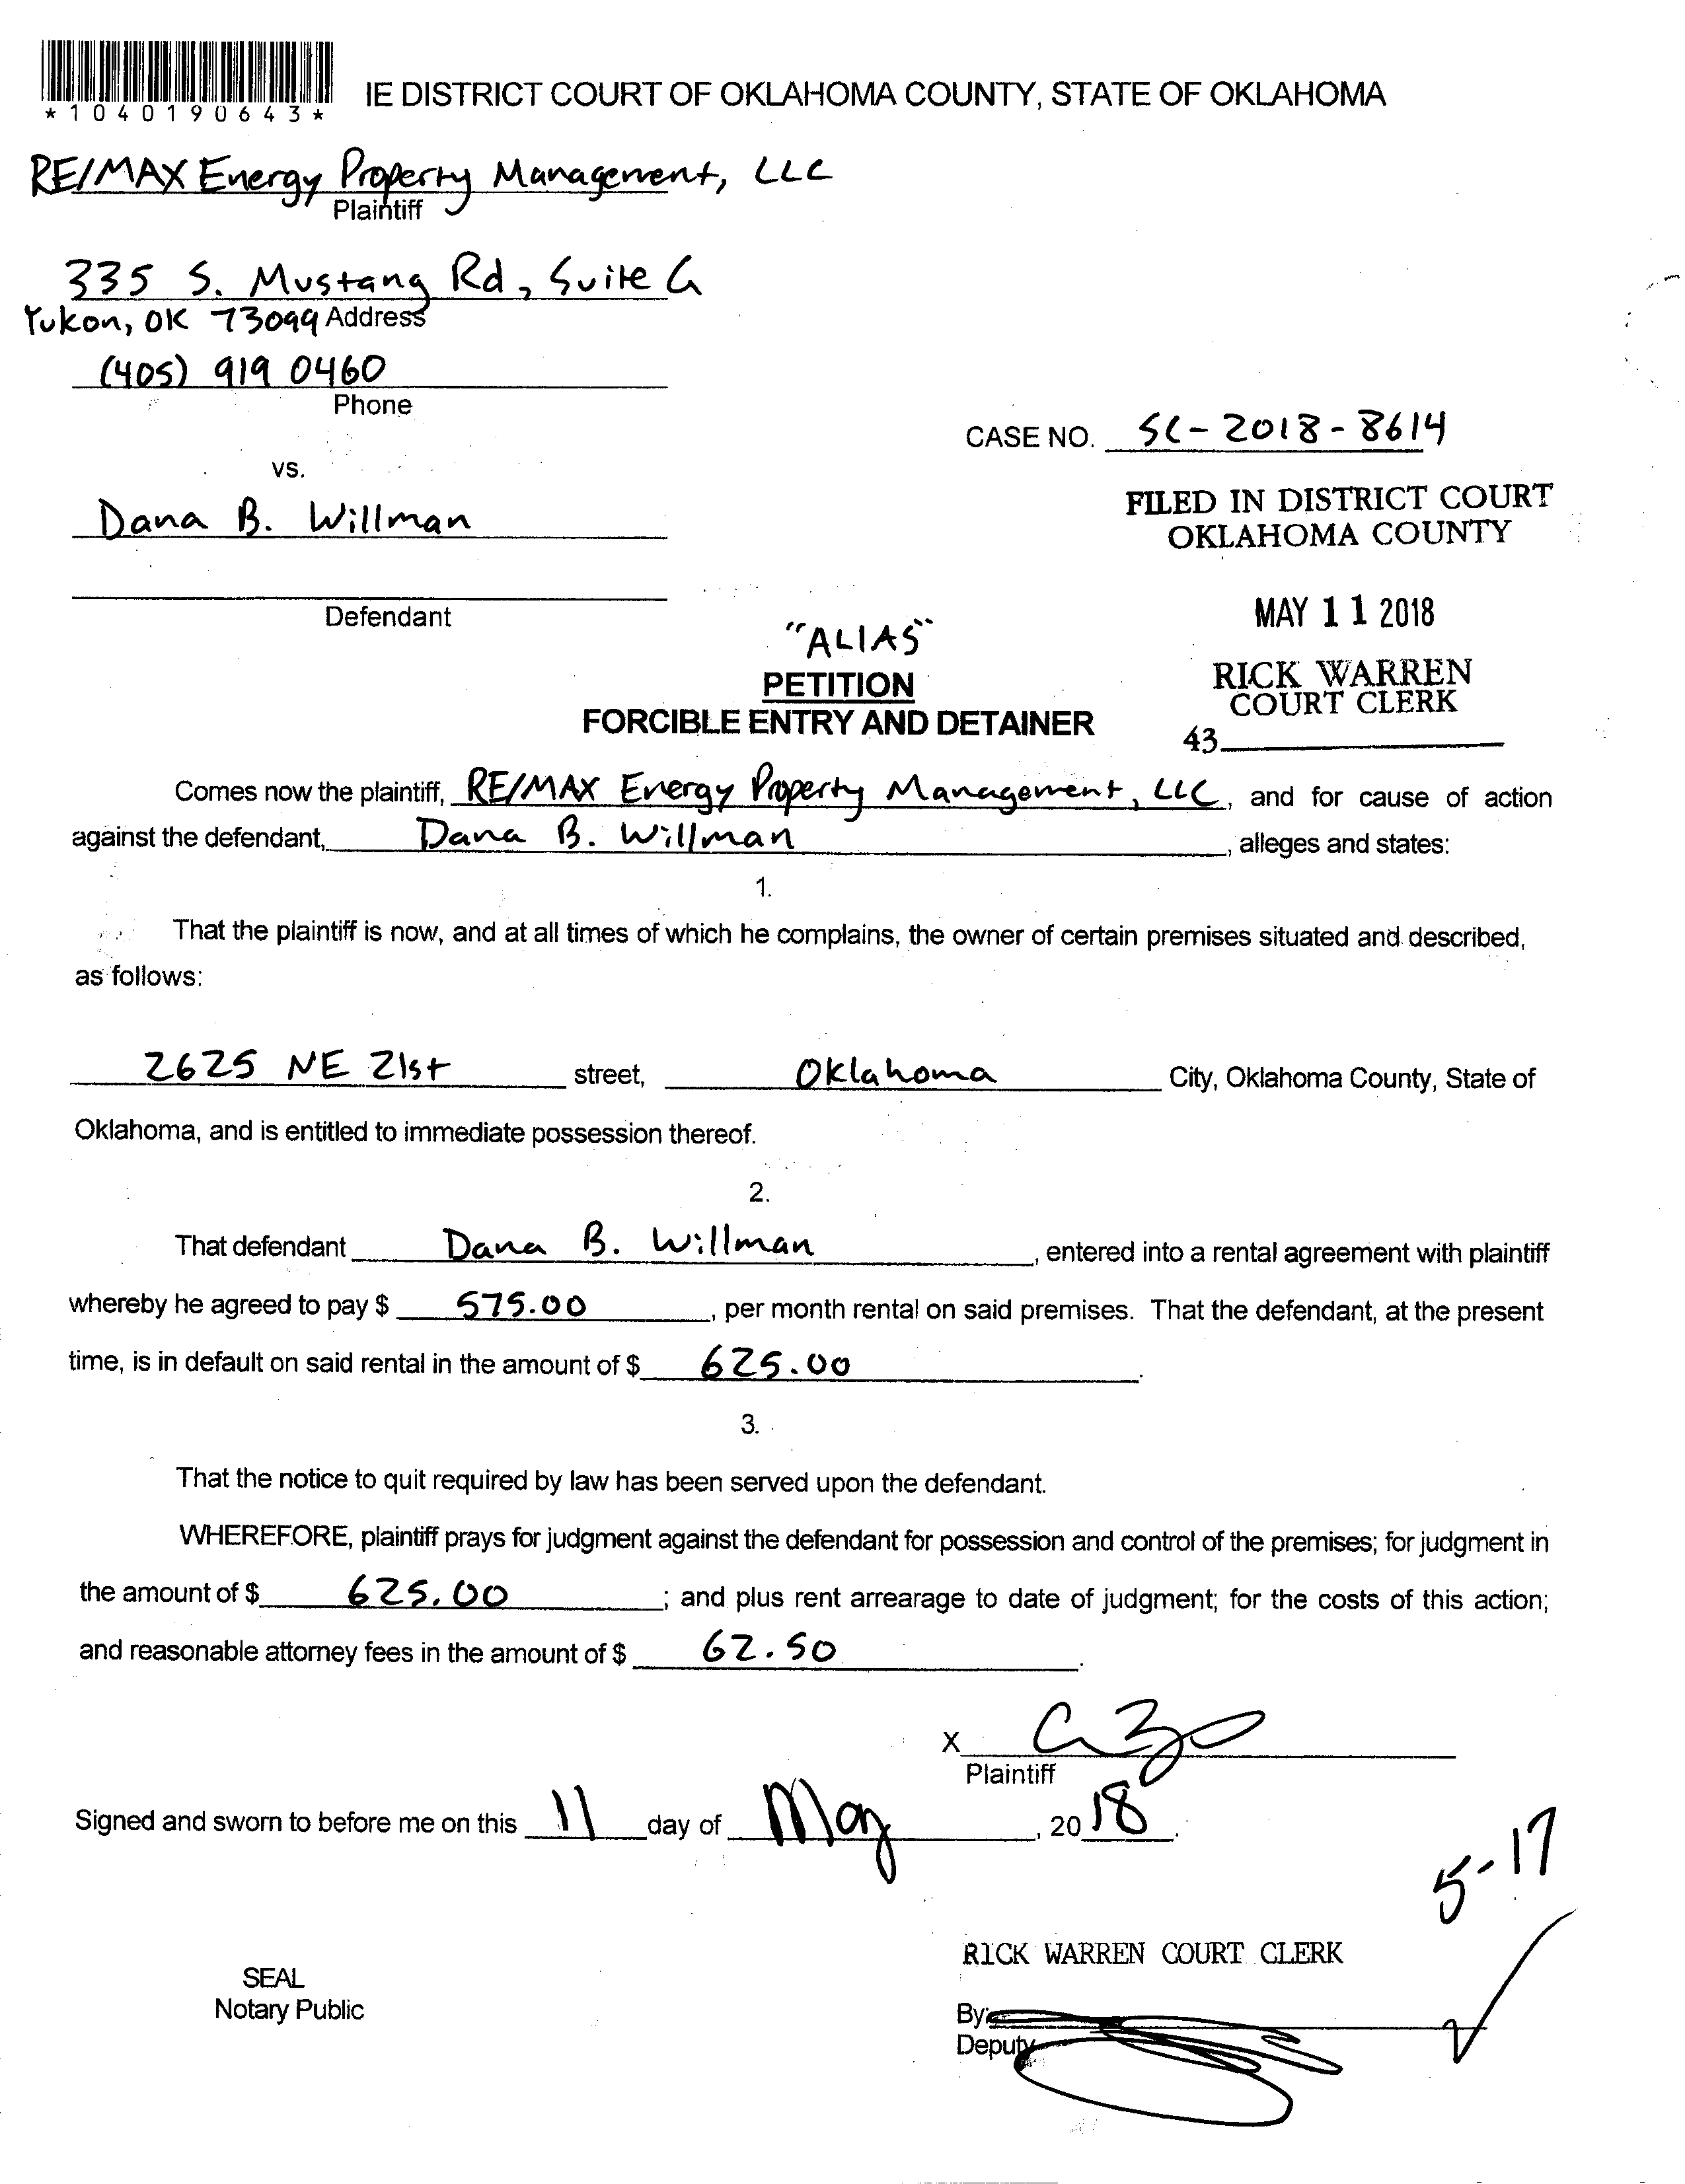 *1040190643*
IE DISTRICT COURT OF OKLAHOMA COUNTY, STATE OF OKLAHOMA
RE/MAX Energy Property Management, LLC
Plaintiff
335 S. Mustang Rd, Suite G
Yukon, OK 73099 Address
(405) 919 0460
Phone
CASE NO. SC-2018-8614
vs.
Dana B. Willman
FILED IN DISTRICT COURT
OKLAHOMA COUNTY
Defendant
MAY 11 2018
"ALIAS"
RICK WARREN
COURT CLERK
PETITION
FORCIBLE ENTRY AND DETAINER
43
Comes now the plaintiff, RE/MAX Energy Property Management, LLC, and for cause of action
against the defendant, Dana B. Willman, alleges and states:
1.
That the plaintiff is now, and at all times of which he complains, the owner of certain premises situated and described,
as follows:
2625 NE 21st street, Oklahoma City, Oklahoma County, State of
Oklahoma, and is entitled to immediate possession thereof.
2.
That defendant Dana B. Willman, entered into a rental agreement with plaintiff
whereby he agreed to pay $ 575.00, per month rental on said premises. That the defendant, at the present
time, is in default on said rental in the amount of $ 625.00.
3.
That the notice to quit required by law has been served upon the defendant.
WHEREFORE, plaintiff prays for judgment against the defendant for possession and control of the premises; for judgment in
the amount of $ 625.00; and plus rent arrearage to date of judgment; for the costs of this action;
and reasonable attorney fees in the amount of $ 62.50.
X
Plaintiff
Signed and sworn to before me on this 11 day of May, 2018.
5-17
RICK WARREN COURT CLERK
SEAL
Notary Public
By:
Deputy